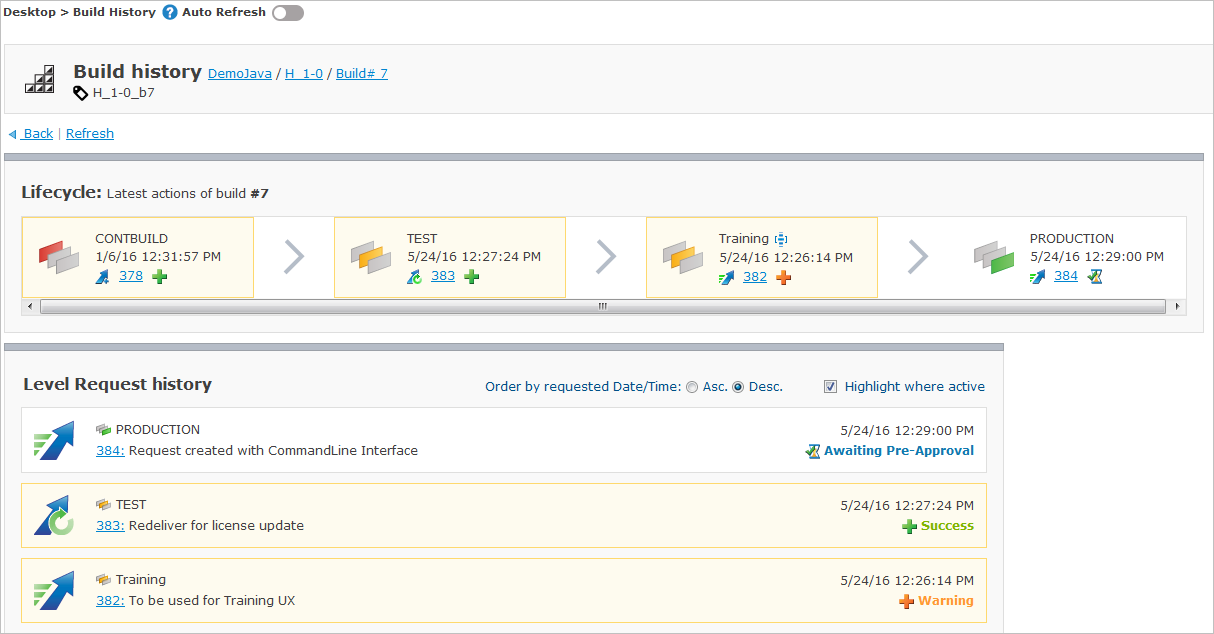 Desktop > Build History ? Auto Refresh
Build history DemoJava / H_1-0 / Build# 7
H_1-0_b7
Back | Refresh
Lifecycle: Latest actions of build #7
CONTBUILD
1/6/16 12:31:57 PM
378
TEST
5/24/16 12:27:24 PM
383
Training
5/24/16 12:26:14 PM
382
PRODUCTION
5/24/16 12:29:00 PM
384
Level Request history
Order by requested Date/Time: Asc. Desc. Highlight where active
PRODUCTION 5/24/16 12:29:00 PM
384: Request created with CommandLine Interface Awaiting Pre-Approval
TEST 5/24/16 12:27:24 PM
383: Redeliver for license update Success
Training 5/24/16 12:26:14 PM
382: To be used for Training UX Warning